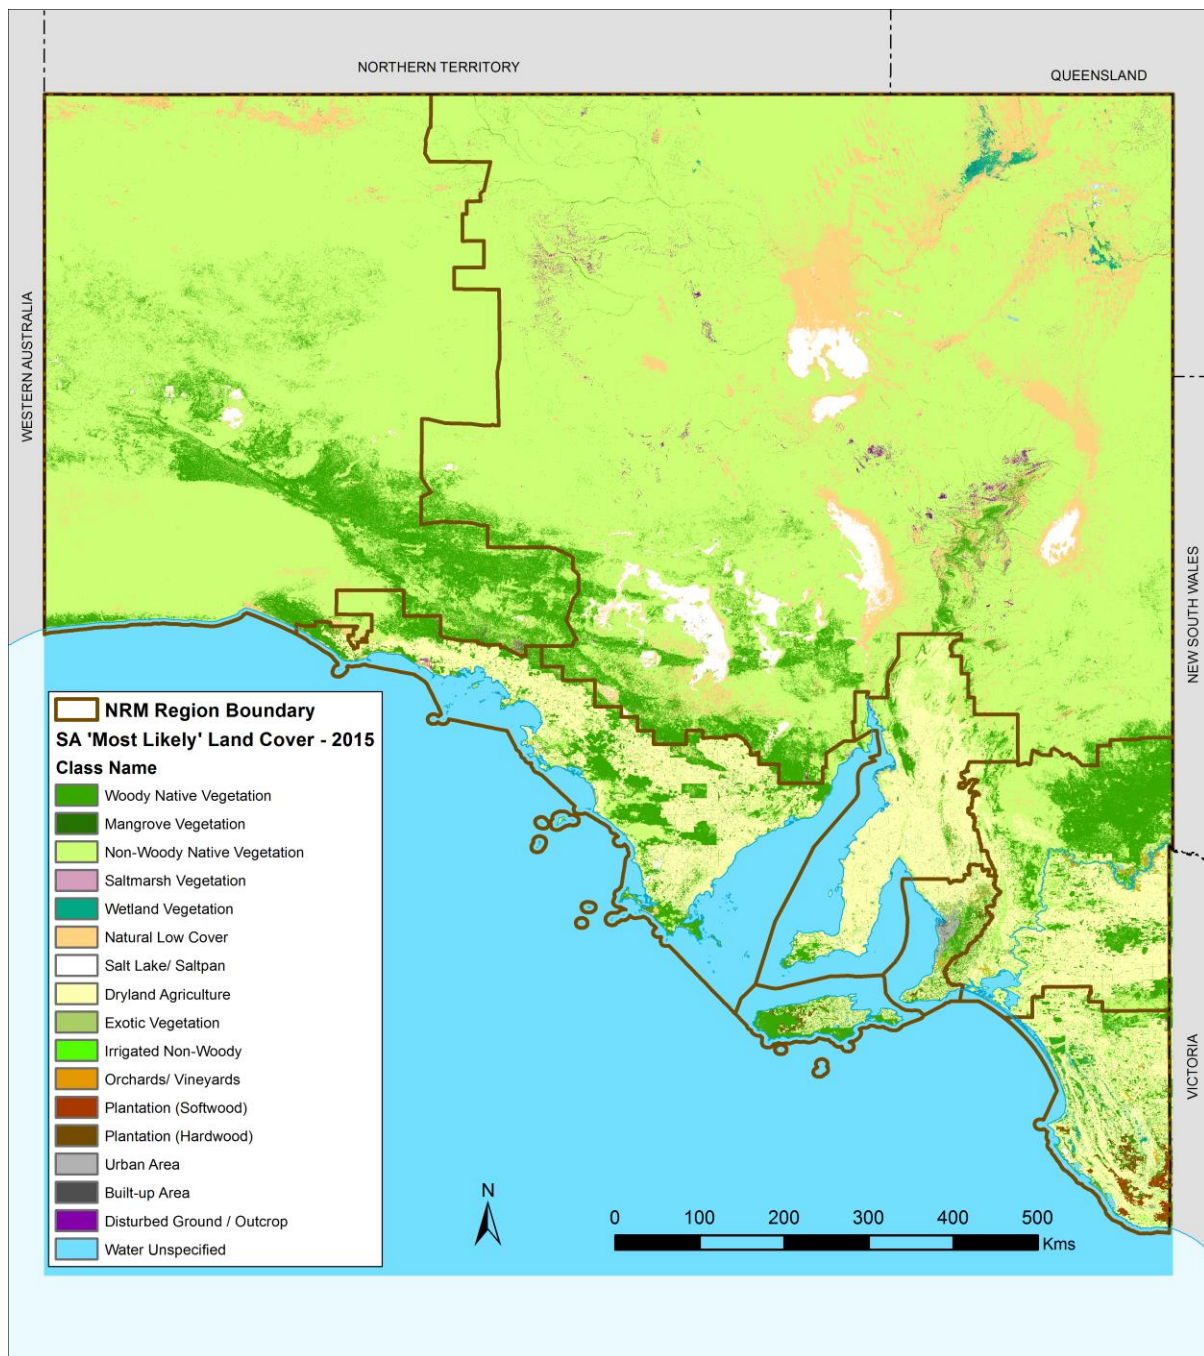 NORTHERN TERRITORY
QUEENSLAND
WESTERN AUSTRALIA
NEW SOUTH WALES
VICTORIA
NRM Region Boundary
SA 'Most Likely' Land Cover - 2015
Class Name
Woody Native Vegetation
Mangrove Vegetation
Non-Woody Native Vegetation
Saltmarsh Vegetation
Wetland Vegetation
Natural Low Cover
Salt Lake/ Saltpan
Dryland Agriculture
Exotic Vegetation
Irrigated Non-Woody
Orchards/ Vineyards
Plantation (Softwood)
Plantation (Hardwood)
Urban Area
Built-up Area
Disturbed Ground / Outcrop
Water Unspecified
N
0 100 200 300 400 500
Kms